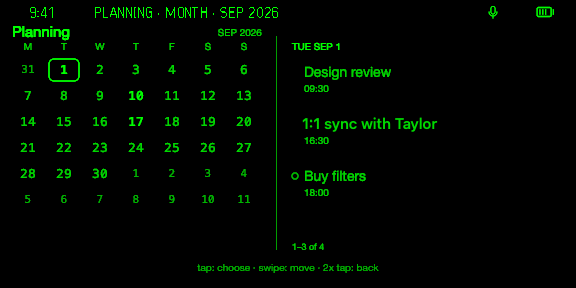 9:41 PLANNING · MONTH · SEP 2026
Planning SEP 2026
M T W T F S S
31 1 2 3 4 5 6
7 8 9 10 11 12 13
14 15 16 17 18 19 20
21 22 23 24 25 26 27
28 29 30 1 2 3 4
5 6 7 8 9 10 11
TUE SEP 1
Design review
09:30
1:1 sync with Taylor
16:30
Buy filters
18:00
1–3 of 4
tap: choose · swipe: move · 2x tap: back